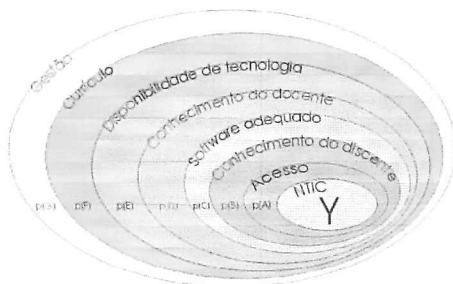 Gestão
Currículo
Disponibilidade de tecnologia
Conhecimento do docente
Software adequado
Conhecimento do discente
Acesso
NTIC
Y
p(F) p(E) p(C) p(B) p(A)